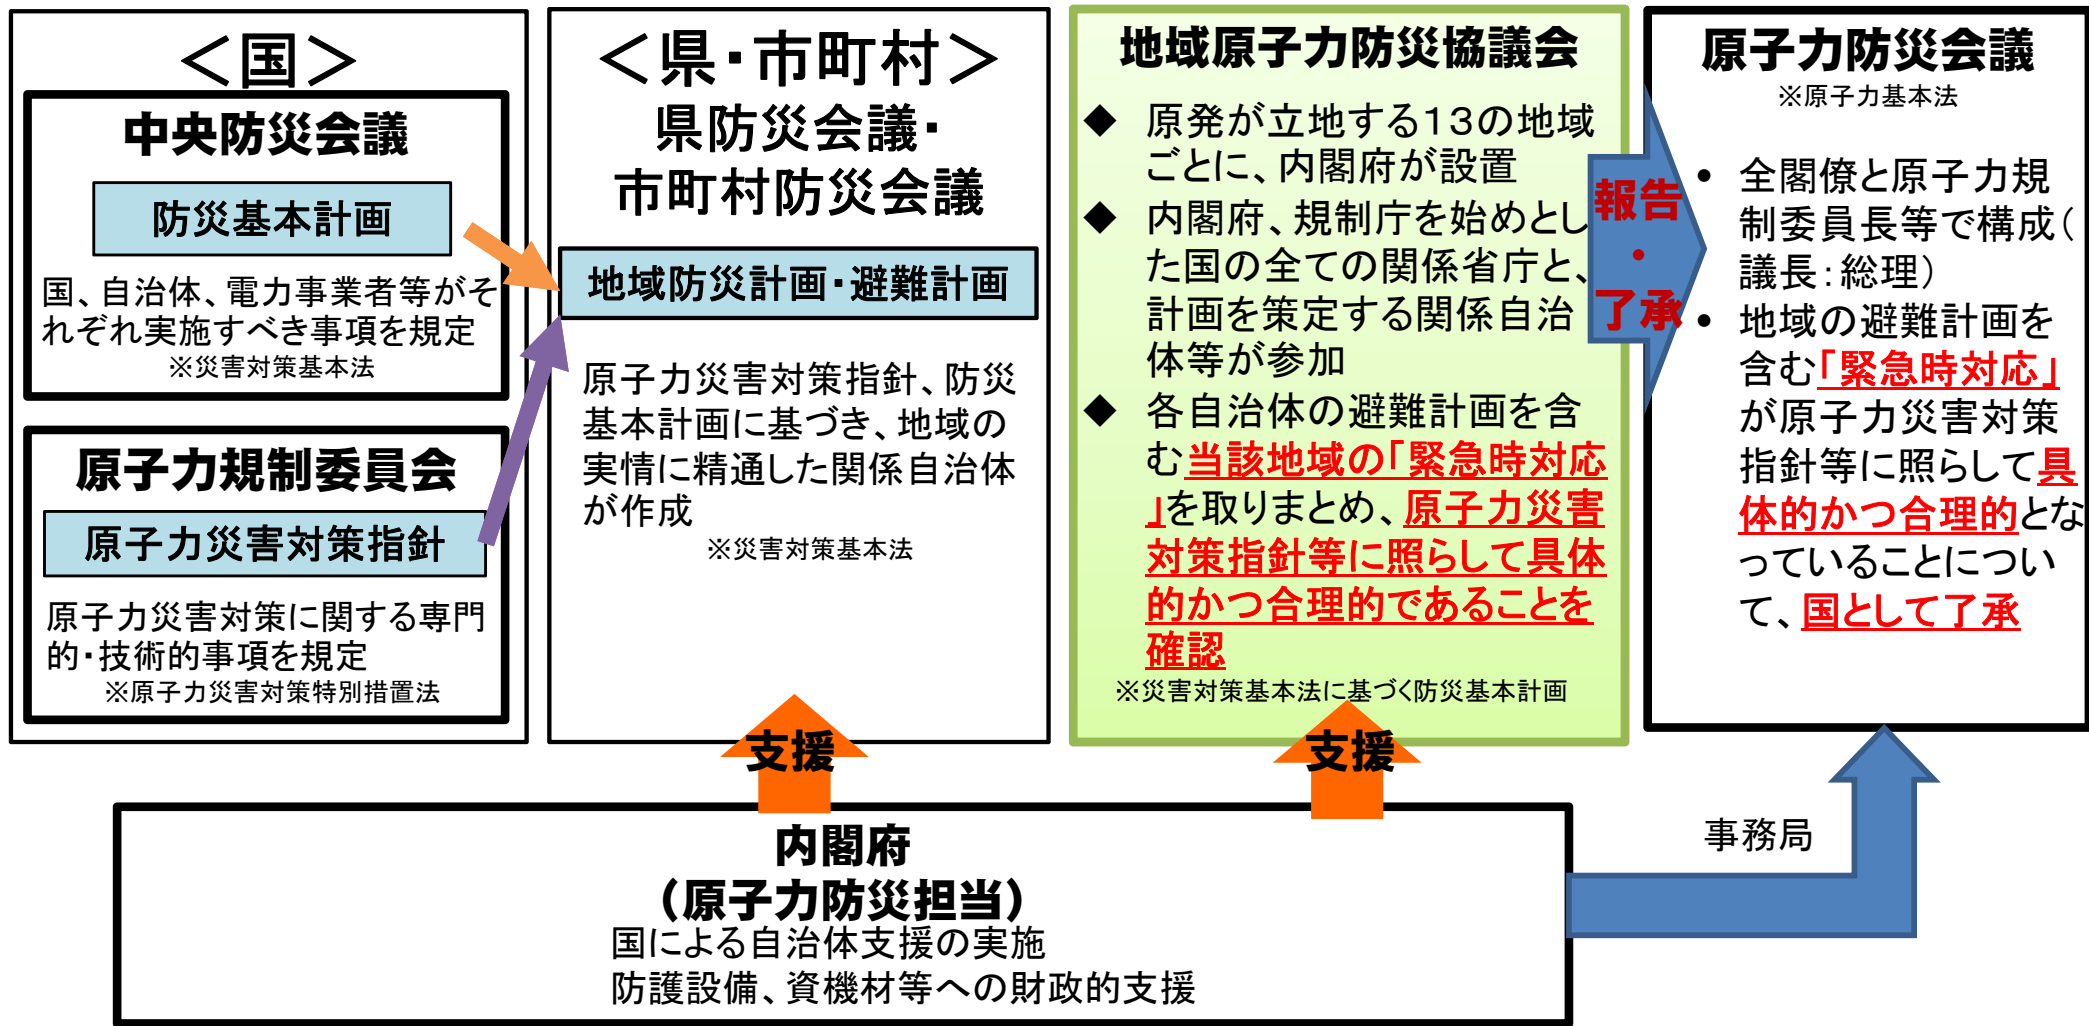 ＜国＞
中央防災会議
防災基本計画
国、自治体、電力事業者等がそ
れぞれ実施すべき事項を規定
※災害対策基本法
原子力規制委員会
原子力災害対策指針
原子力災害対策に関する専門
的・技術的事項を規定
※原子力災害対策特別措置法
＜県・市町村＞
県防災会議・
市町村防災会議
地域防災計画・避難計画
原子力災害対策指針、防災
基本計画に基づき、地域の
実情に精通した関係自治体
が作成
※災害対策基本法
地域原子力防災協議会
◆ 原発が立地する１３の地域
ごとに、内閣府が設置
◆ 内閣府、規制庁を始めとし
た国の全ての関係省庁と、
計画を策定する関係自治
体等が参加
◆ 各自治体の避難計画を含
む当該地域の「緊急時対応
」を取りまとめ、原子力災害
対策指針等に照らして具体
的かつ合理的であることを
確認
※災害対策基本法に基づく防災基本計画
報告
・
了承
原子力防災会議
※原子力基本法
• 全閣僚と原子力規
制委員長等で構成（
議長：総理）
• 地域の避難計画を
含む「緊急時対応」
が原子力災害対策
指針等に照らして具
体的かつ合理的とな
っていることについ
て、国として了承
支援
支援
内閣府
（原子力防災担当）
国による自治体支援の実施
防護設備、資機材等への財政的支援
事務局